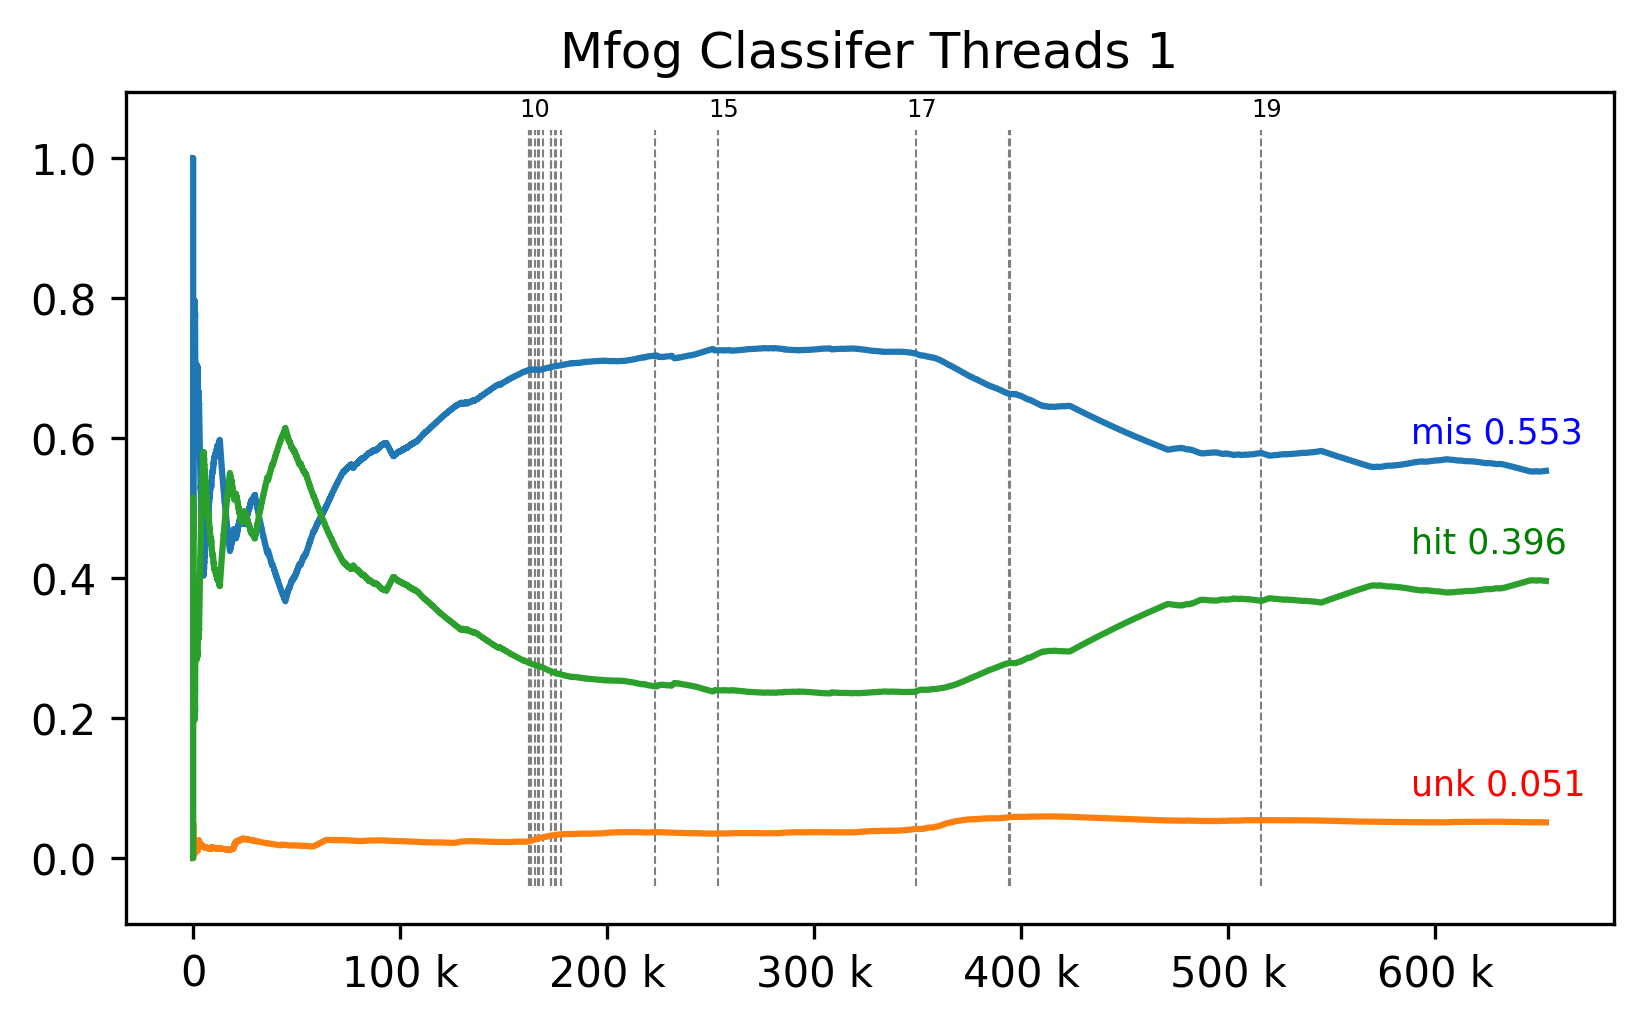 Mfog Classifer Threads 1
10 15 17 19
1.0
0.8
0.6
0.4
0.2
0.0
mis 0.553
hit 0.396
unk 0.051
0 100 k 200 k 300 k 400 k 500 k 600 k